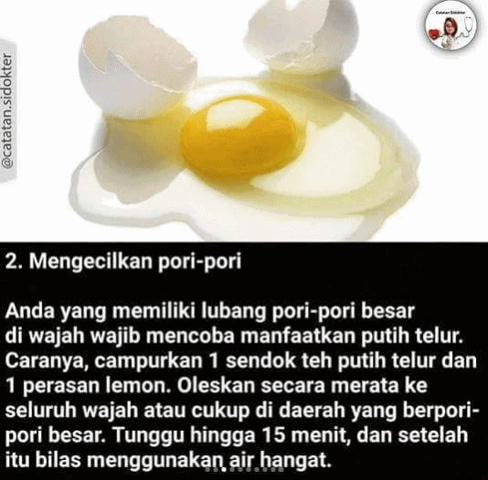 Catatan Sidokter
@catatan.sidokter
2. Mengecilkan pori-pori
Anda yang memiliki lubang pori-pori besar
di wajah wajib mencoba manfaatkan putih telur.
Caranya, campurkan 1 sendok teh putih telur dan
1 perasan lemon. Oleskan secara merata ke
seluruh wajah atau cukup di daerah yang berpori-
pori besar. Tunggu hingga 15 menit, dan setelah
itu bilas menggunakan air hangat.